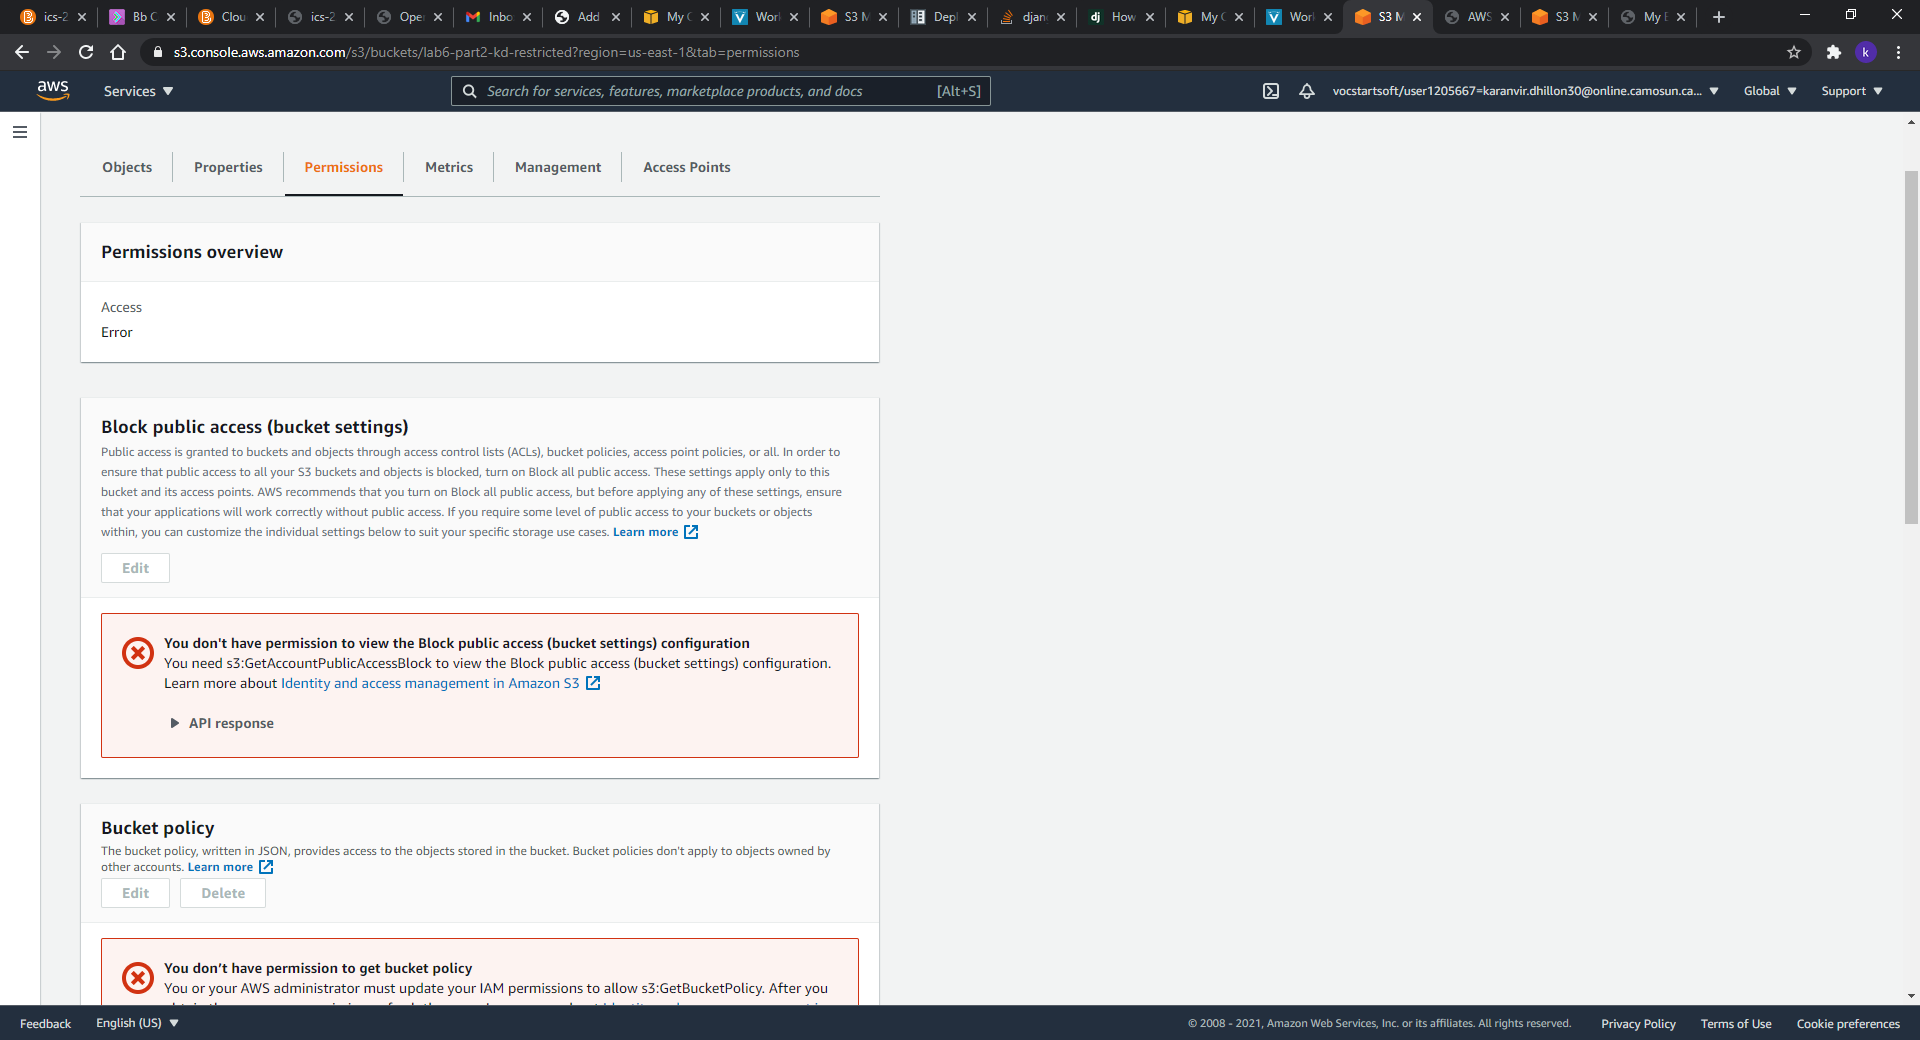 ics-2
Bb C
Clou
ics-2
Oper
Inbo
Add
My C
Work
S3 M
Depl
djan
How
My C
Work
S3 M
AWS
S3 M
My E
s3.console.aws.amazon.com/s3/buckets/lab6-part2-kd-restricted?region=us-east-1&tab=permissions
k
aws
Services
Search for services, features, marketplace products, and docs
[Alt+S]
vocstartsoft/user1205667=karanvir.dhillon30@online.camosun.ca...
Global
Support
Objects
Properties
Permissions
Metrics
Management
Access Points
Permissions overview
Access
Error
Block public access (bucket settings)
Public access is granted to buckets and objects through access control lists (ACLs), bucket policies, access point policies, or all. In order to
ensure that public access to all your S3 buckets and objects is blocked, turn on Block all public access. These settings apply only to this
bucket and its access points. AWS recommends that you turn on Block all public access, but before applying any of these settings, ensure
that your applications will work correctly without public access. If you require some level of public access to your buckets or objects
within, you can customize the individual settings below to suit your specific storage use cases. Learn more
Edit
You don't have permission to view the Block public access (bucket settings) configuration
You need s3:GetAccountPublicAccessBlock to view the Block public access (bucket settings) configuration.
Learn more about Identity and access management in Amazon S3
API response
Bucket policy
The bucket policy, written in JSON, provides access to the objects stored in the bucket. Bucket policies don't apply to objects owned by
other accounts. Learn more
Edit
Delete
You don’t have permission to get bucket policy
You or your AWS administrator must update your IAM permissions to allow s3:GetBucketPolicy. After you
Feedback
English (US)
© 2008 - 2021, Amazon Web Services, Inc. or its affiliates. All rights reserved.
Privacy Policy
Terms of Use
Cookie preferences